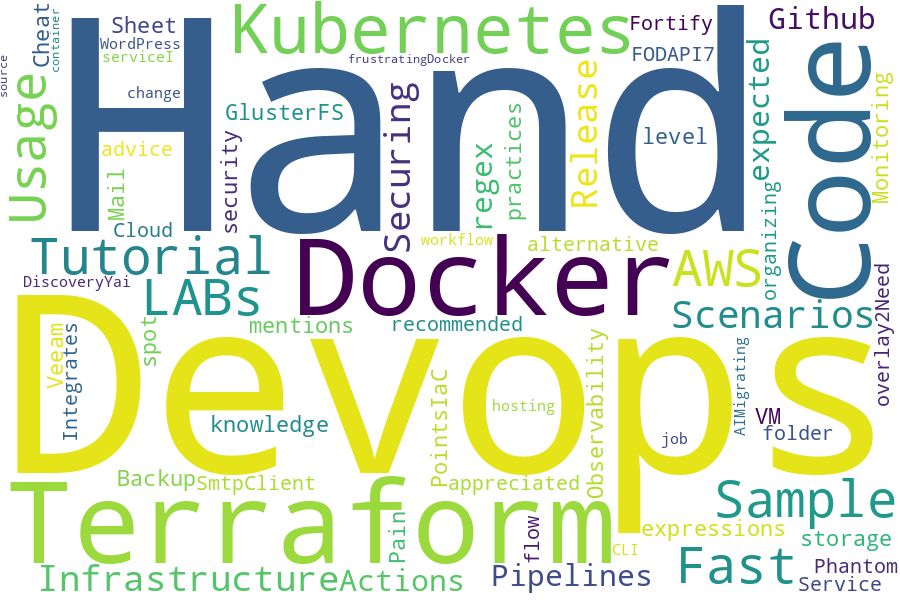 source
Cheat
container
Sheet
WordPress
serviceI
change
Kubernetes
frustratingDocker
Fortify
FODAPI7
Github
Usage
Hand
code
GlusterFS
advice
Mail
security
Securing
regex
practices
Release
level
expected
Monitoring
Cloud
workflow
alternative
organizing
Tutorial
DiscoveryYai
LABs
Docker
AWS
overlay2Need
mentions
recommended
Scenarios
Devops
Veeam
Integrates
spot
knowledge
PointsIaC
hosting
Observability
job
AIMigrating
VM
folder
Backup
SmtpClient
appreciated
Terraform
Pain
flow
CLI
expressions
Sample
storage
Infrastructure
Actions
Pipelines
Fast
Phantom
Service